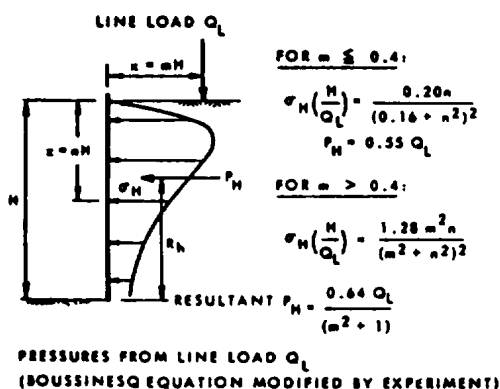 LINE LOAD Q_L
x = mH
z = nH
H
σ_H
P_H
R_h
RESULTANT P_H = 0.64 Q_L / (m² + 1)
FOR m ≦ 0.4:
σ_H (H / Q_L) = 0.20n / (0.16 + n²)²
P_H = 0.55 Q_L
FOR m > 0.4:
σ_H (H / Q_L) = 1.28 m² n / (m² + n²)²
PRESSURES FROM LINE LOAD Q_L
(BOUSSINESQ EQUATION MODIFIED BY EXPERIMENT)